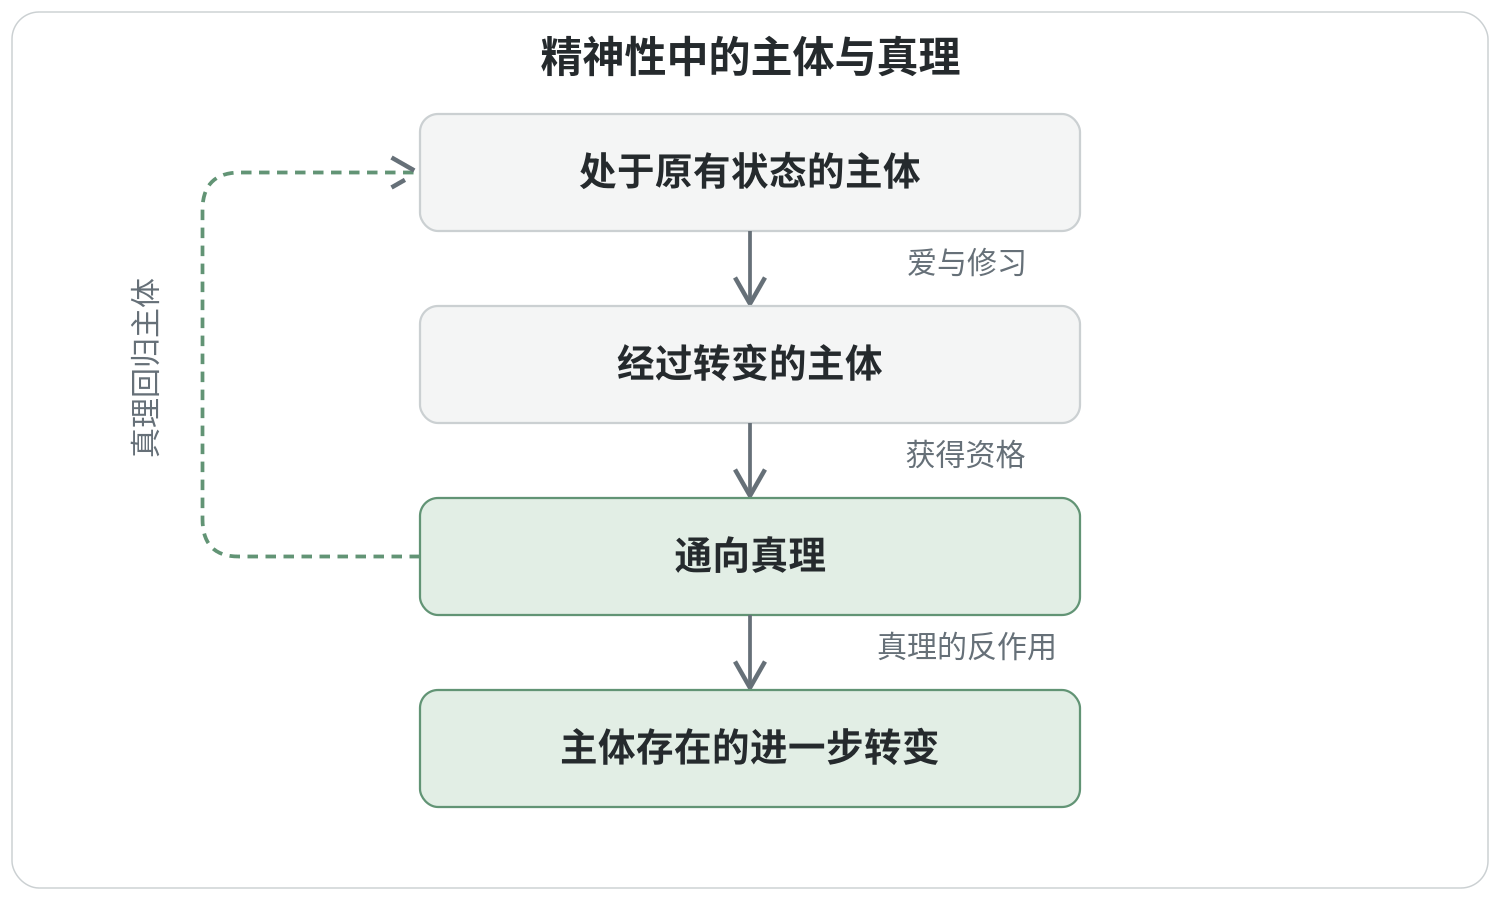 精神性中的主体与真理
处于原有状态的主体
爱与修习
经过转变的主体
真理回归主体
获得资格
通向真理
真理的反作用
主体存在的进一步转变